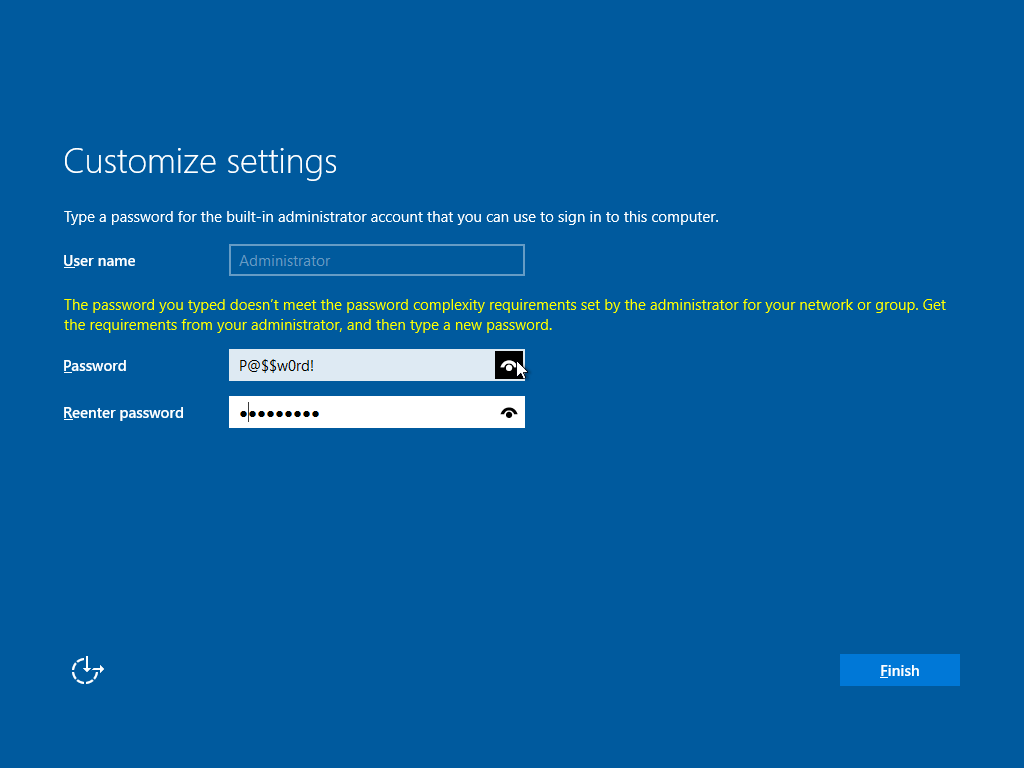 Customize settings
Type a password for the built-in administrator account that you can use to sign in to this computer.
User name
Administrator
The password you typed doesn't meet the password complexity requirements set by the administrator for your network or group. Get
the requirements from your administrator, and then type a new password.
Password
P@$$w0rd!
Reenter password
●●●●●●●●●
Finish